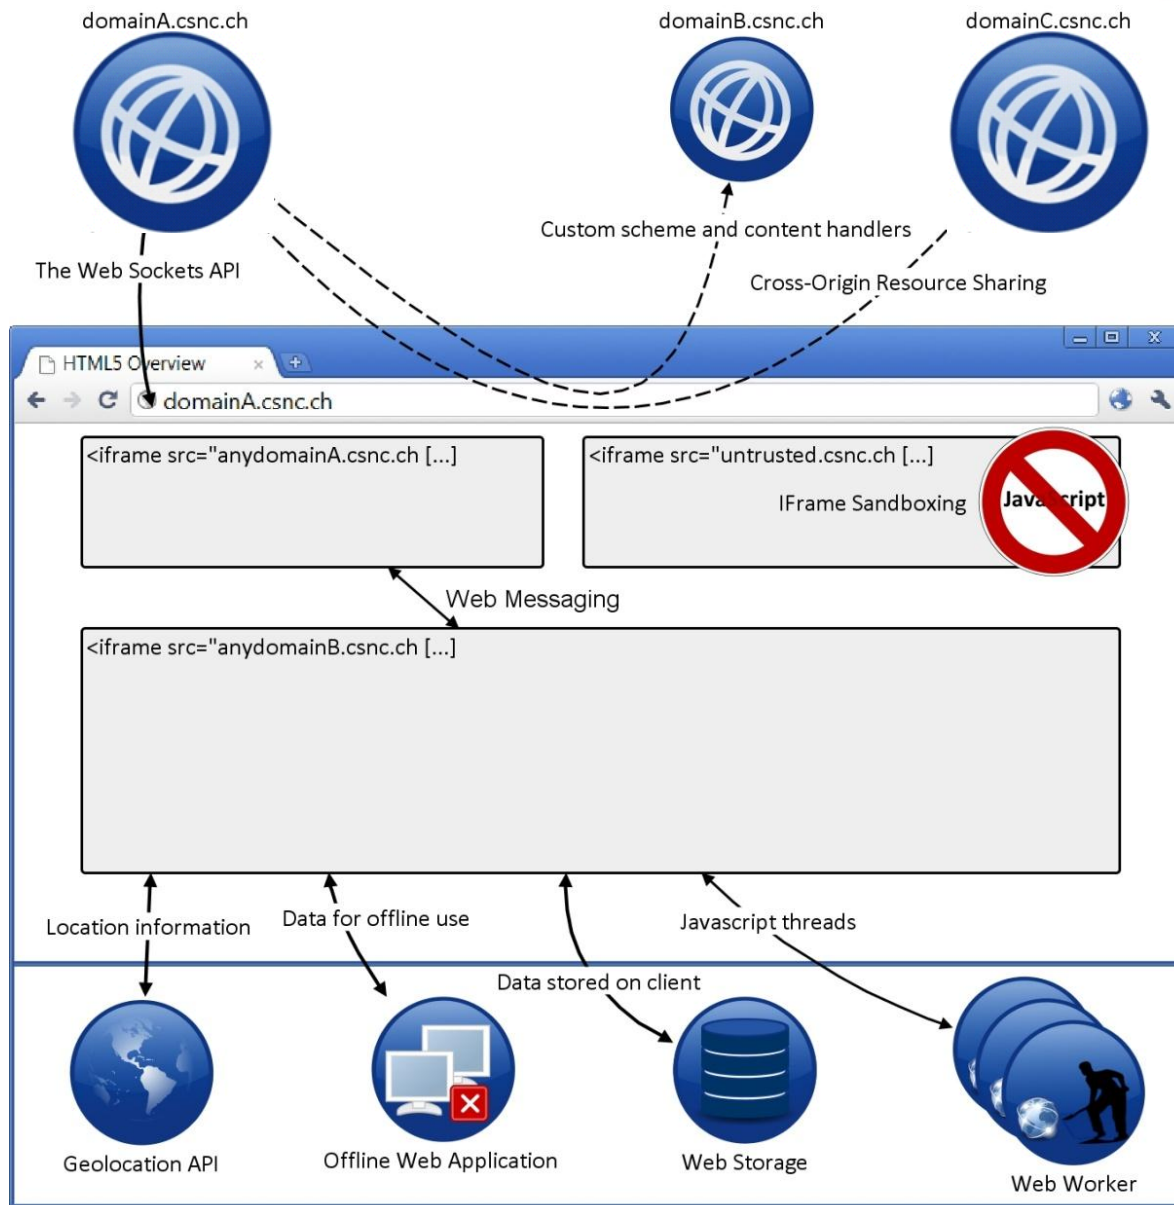 domainA.csnc.ch
domainB.csnc.ch
domainC.csnc.ch
Custom scheme and content handlers
The Web Sockets API
Cross-Origin Resource Sharing
HTML5 Overview
domainA.csnc.ch
<iframe src="anydomainA.csnc.ch [...]
<iframe src="untrusted.csnc.ch [...]
IFrame Sandboxing
JavaScript
Web Messaging
<iframe src="anydomainB.csnc.ch [...]
Location information
Data for offline use
Javascript threads
Data stored on client
Geolocation API
Offline Web Application
Web Storage
Web Worker